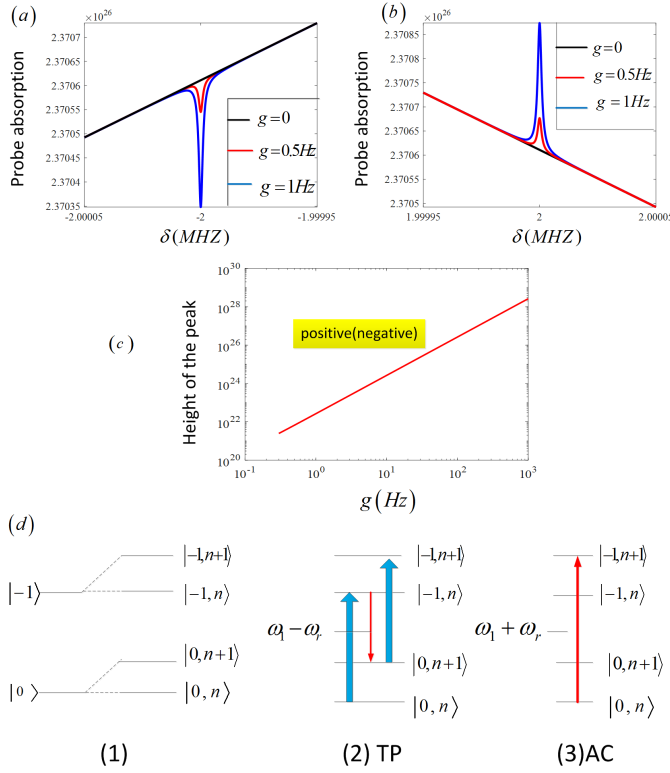 (a)
×10^26
2.3707
2.37065
2.3706
2.37055
2.3705
2.37045
2.3704
2.37035
Probe absorption
g=0
g=0.5Hz
g=1Hz
-2.00005
-2
-1.99995
δ(MHZ)
(b)
×10^26
2.37085
2.3708
2.37075
2.3707
2.37065
2.3706
2.37055
2.3705
Probe absorption
g=0
g=0.5Hz
g=1Hz
1.99995
2
2.00005
δ(MHZ)
(c)
10^30
10^28
10^26
10^24
10^22
10^20
Height of the peak
positive(negative)
10^-1
10^0
10^1
10^2
10^3
g(Hz)
(d)
|-1⟩
|0⟩
|-1,n+1⟩
|-1,n⟩
|0,n+1⟩
|0,n⟩
(1)
ω_1-ω_r
|-1,n+1⟩
|-1,n⟩
|0,n+1⟩
|0,n⟩
(2) TP
ω_1+ω_r
|-1,n+1⟩
|-1,n⟩
|0,n+1⟩
|0,n⟩
(3)AC